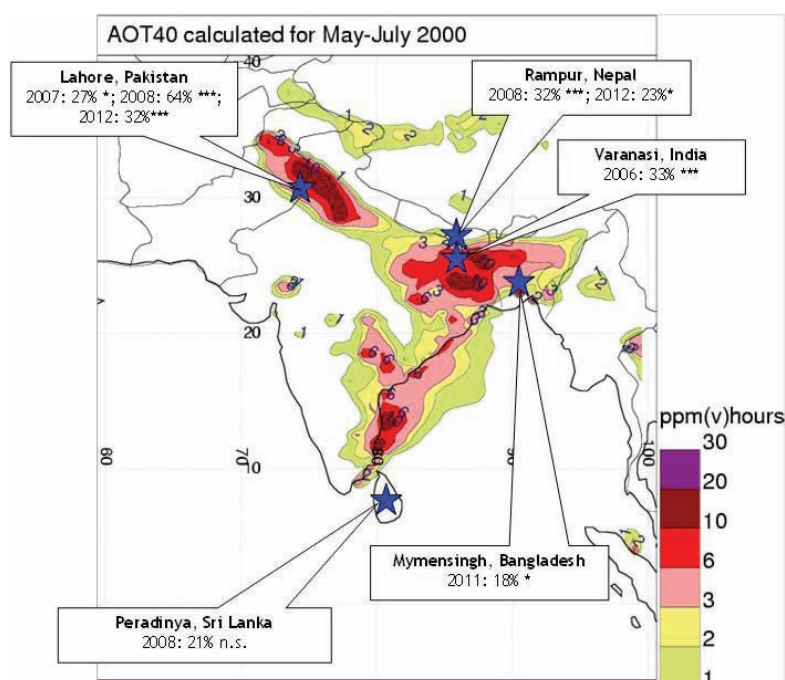 AOT40 calculated for May-July 2000
Lahore, Pakistan
2007: 27% *; 2008: 64% ***;
2012: 32%***
Rampur, Nepal
2008: 32% ***; 2012: 23%*
Varanasi, India
2006: 33% ***
Mymensingh, Bangladesh
2011: 18% *
Peradinya, Sri Lanka
2008: 21% n.s.
40
30
20
60
70
80
100
ppm(v)hours
30
20
10
6
3
2
1